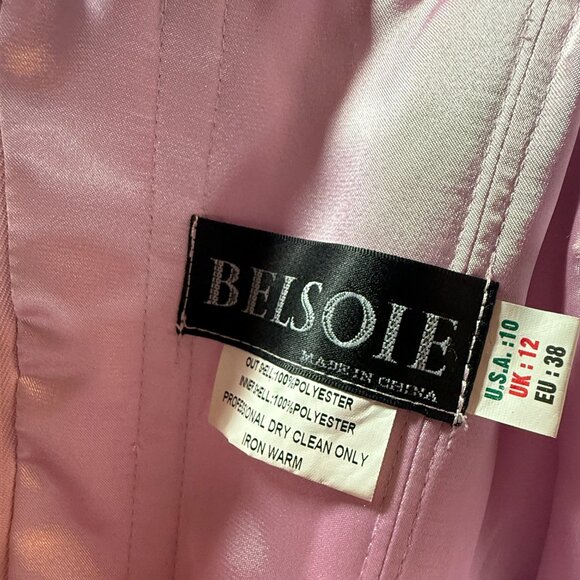 BELSOIE
MADE IN CHINA
U.S.A. :10
UK : 12
EU : 38
OUT SHELL:100%POLYESTER
INNER SHELL:100%POLYESTER
PROFESSIONAL DRY CLEAN ONLY
IRON WARM